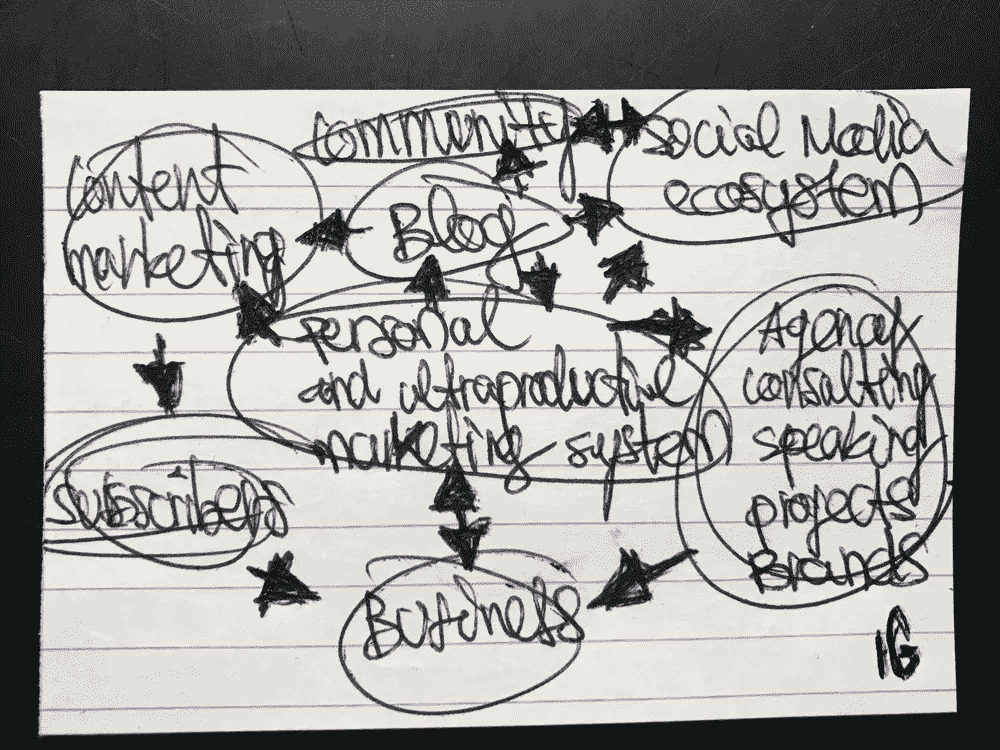 community
social Media
ecosystem
content
marketing
Blog
personal
and ultraproductive
marketing system
Agency
consulting
speaking
projects
Brands
subscribers
Business
IG